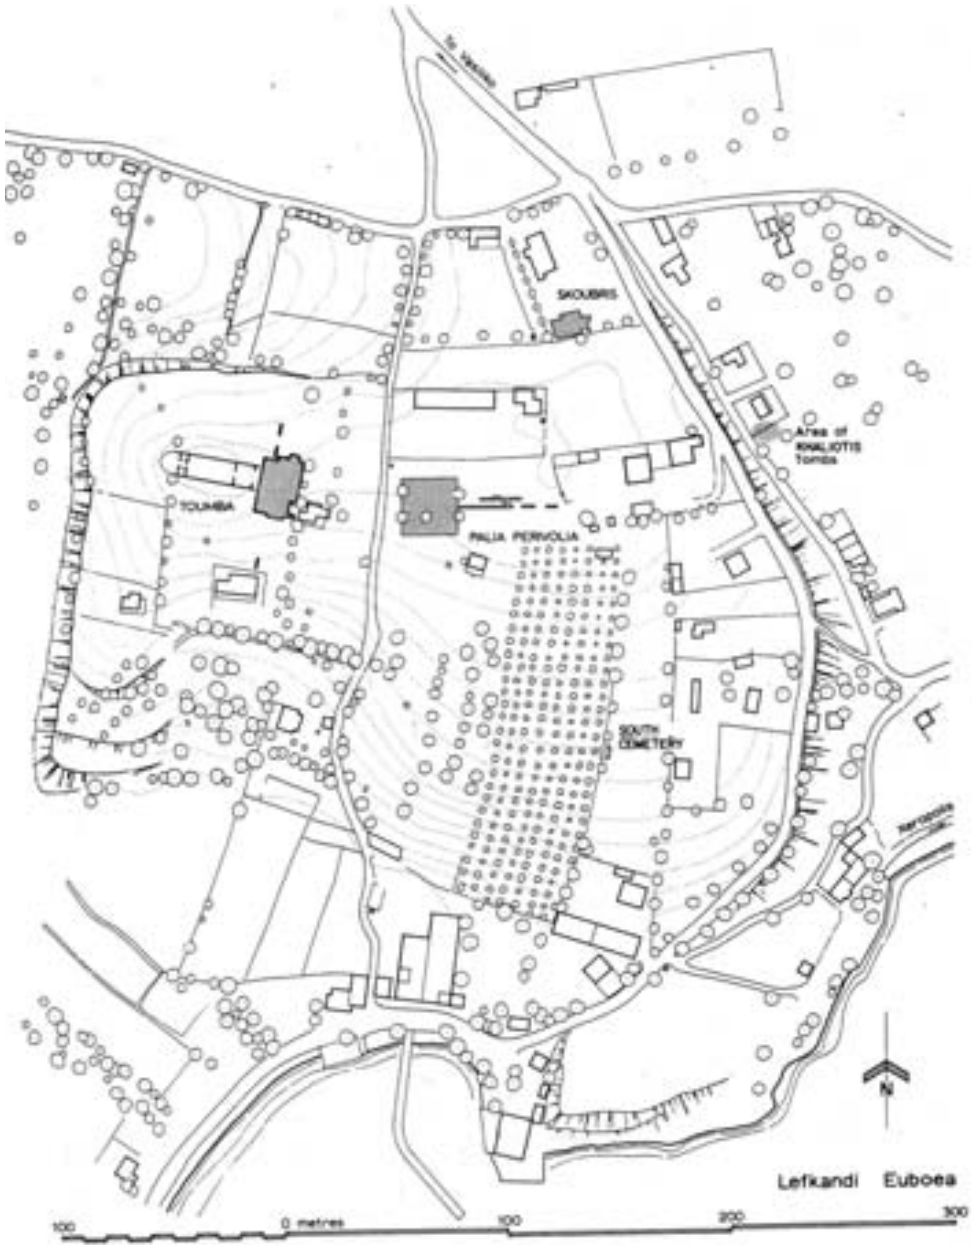 To Vasiliko
SKOUBRIS
Area of
KHALIOTIS
Tombs
TOUMBA
PALIA PERIVOLIA
SOUTH
CEMETERY
Xeropolis
N
Lefkandi Euboea
100 0 metres 100 200 300